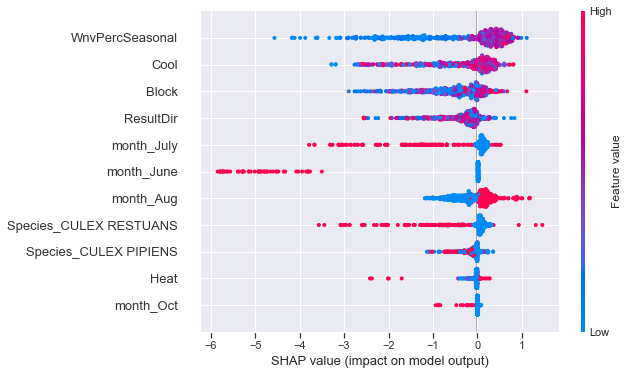 High
WnvPercSeasonal
Cool
Block
ResultDir
month_July
month_June
month_Aug
Species_CULEX RESTUANS
Species_CULEX PIPIENS
Heat
month_Oct
Feature value
Low
−6 −5 −4 −3 −2 −1 0 1
SHAP value (impact on model output)